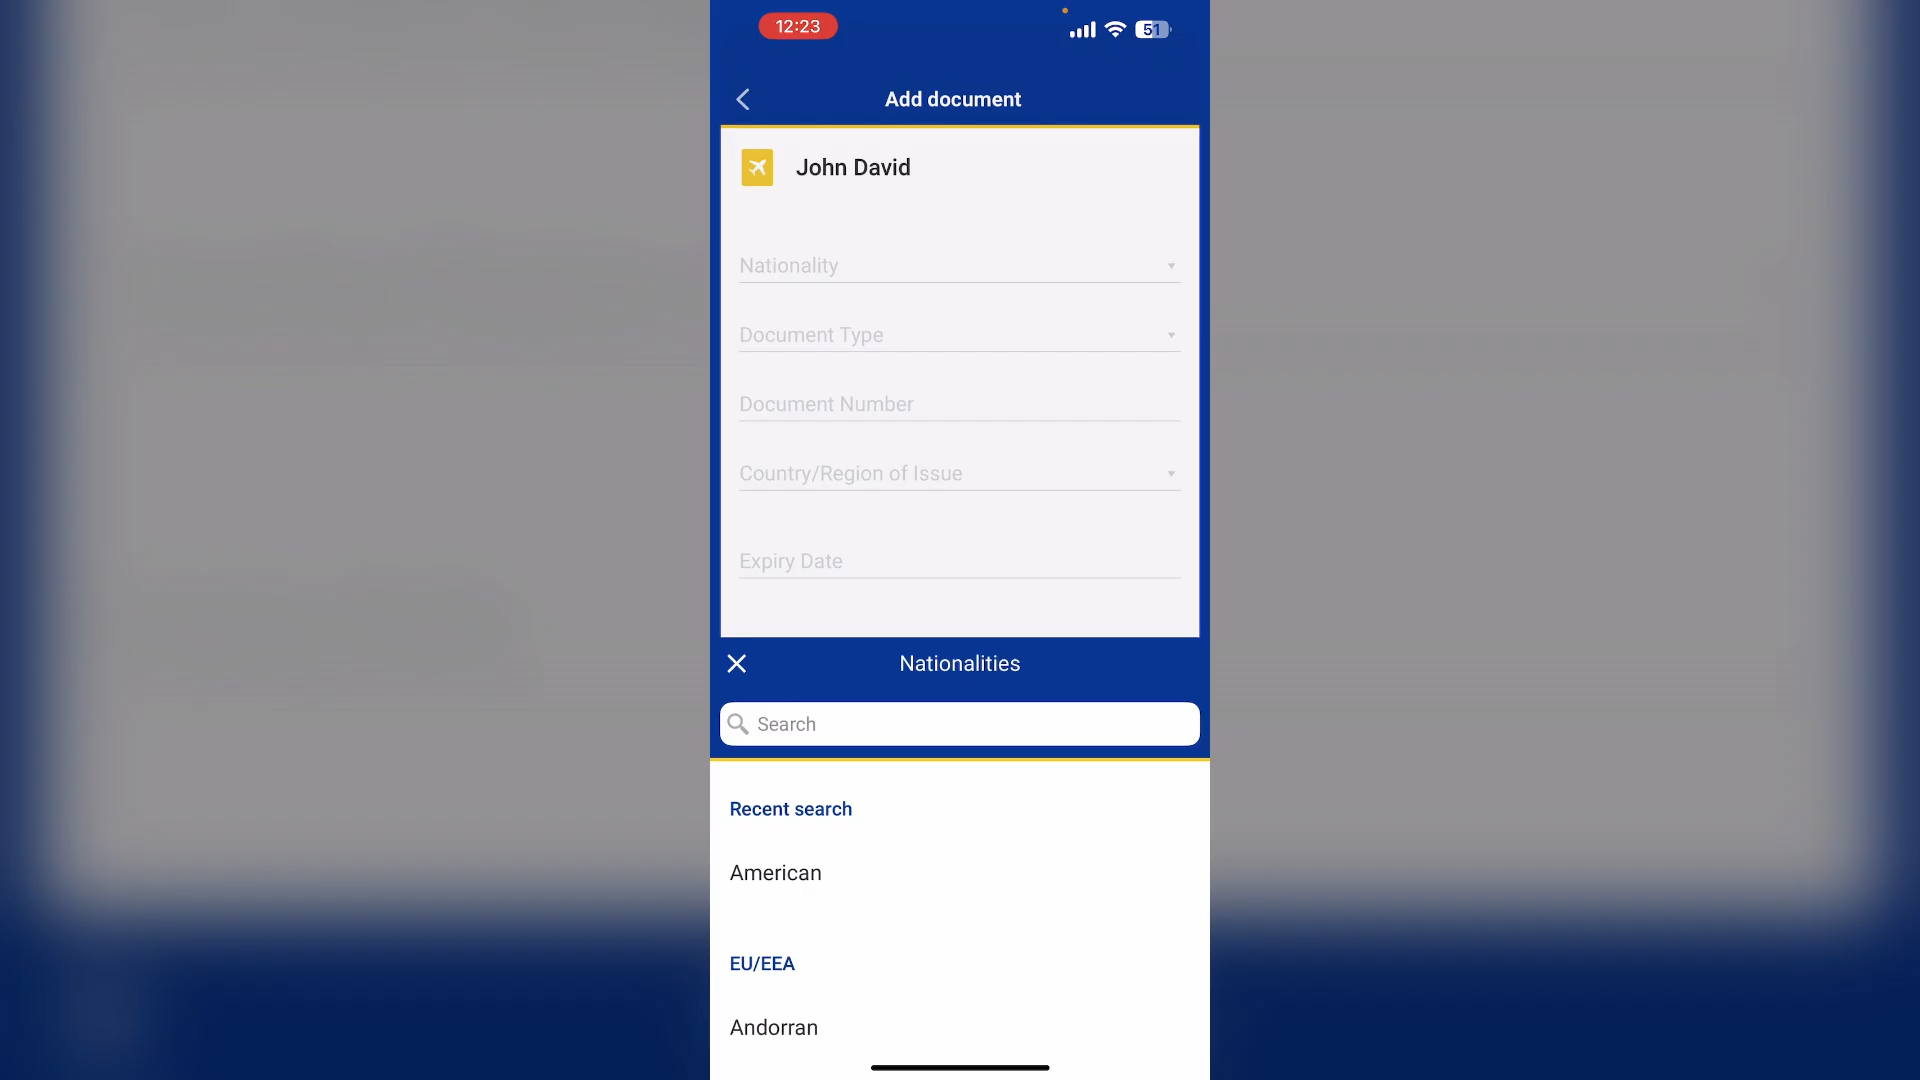 12:23
51
Add document
John David
Nationality
Document Type
Document Number
Country/Region of Issue
Expiry Date
Nationalities
Search
Recent search
American
EU/EEA
Andorran